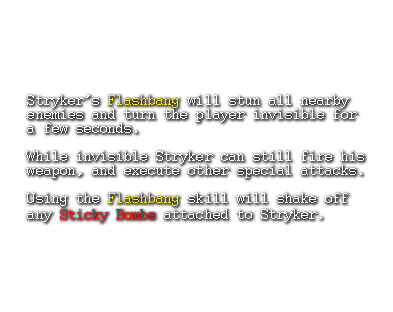 Stryker's Flashbang will stun all nearby
enemies and turn the player invisible for
a few seconds.
While invisible Stryker can still fire his
weapon, and execute other special attacks.
Using the Flashbang skill will shake off
any Sticky Bombs attached to Stryker.